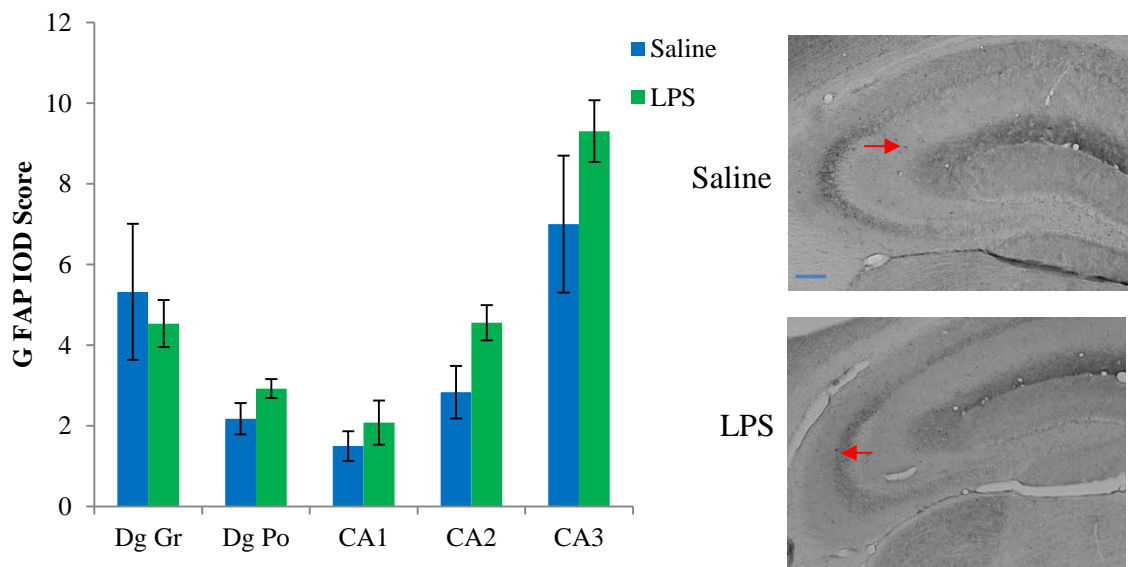 G FAP IOD Score
12
10
8
6
4
2
0
Dg Gr
Dg Po
CA1
CA2
CA3
Saline
LPS
Saline
LPS